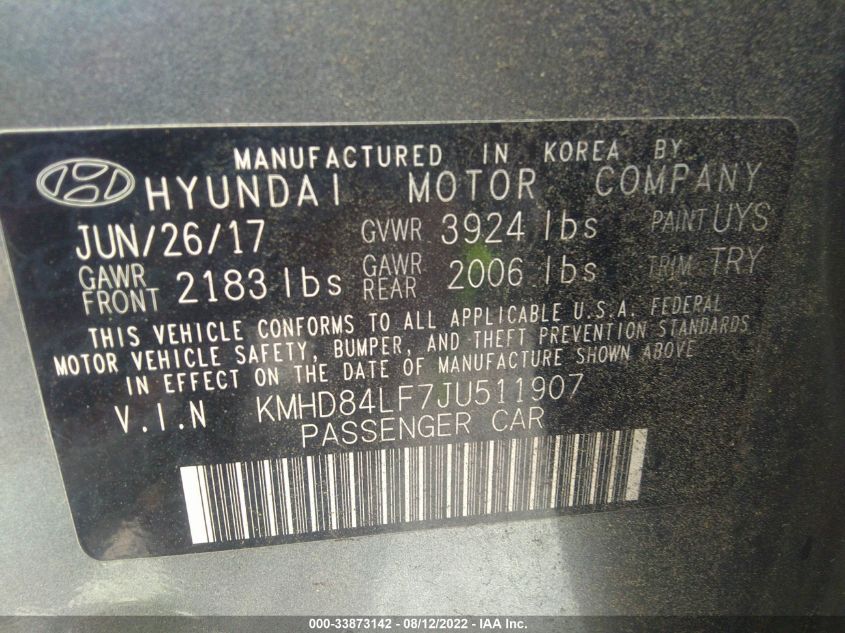 MANUFACTURED IN KOREA BY
HYUNDAI MOTOR COMPANY
JUN/26/17 GVWR 3924 lbs PAINT UYS
GAWR FRONT 2183 lbs GAWR REAR 2006 lbs TRIM TRY
THIS VEHICLE CONFORMS TO ALL APPLICABLE U.S.A. FEDERAL
MOTOR VEHICLE SAFETY, BUMPER, AND THEFT PREVENTION STANDARDS
IN EFFECT ON THE DATE OF MANUFACTURE SHOWN ABOVE
V.I.N KMHD84LF7JU511907
PASSENGER CAR
000-33873142 - 08/12/2022 - IAA Inc.